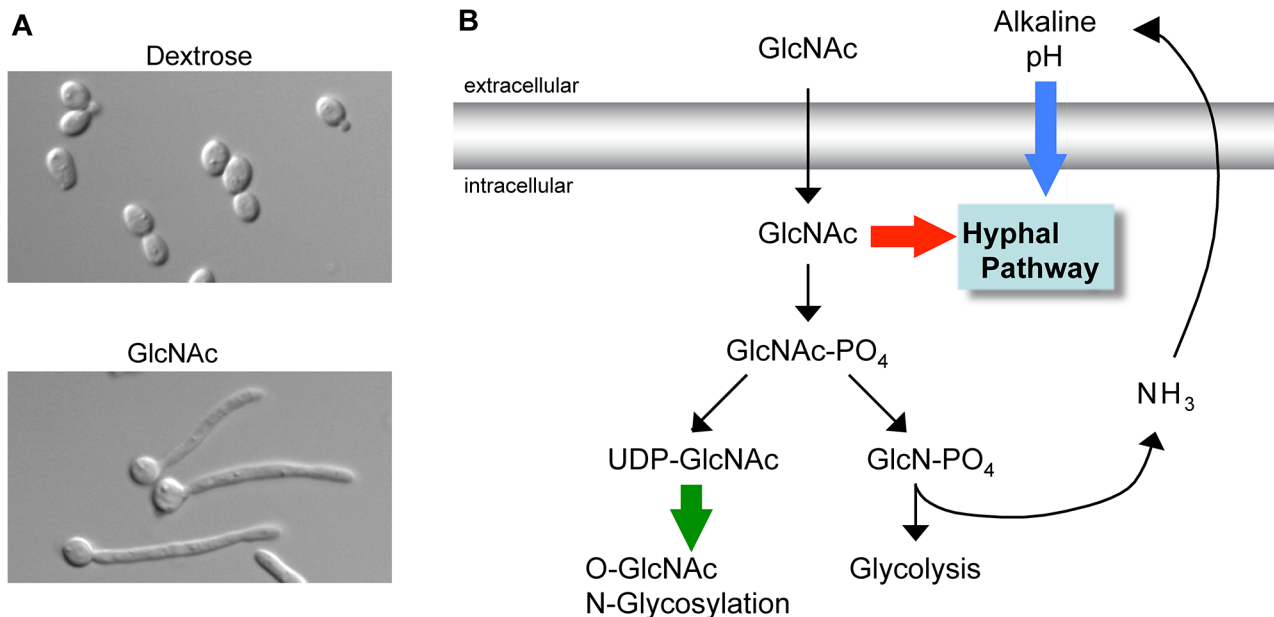 A
Dextrose
GlcNAc
B
GlcNAc
Alkaline
pH
extracellular
intracellular
GlcNAc
Hyphal
Pathway
GlcNAc-PO₄
NH₃
UDP-GlcNAc
GlcN-PO₄
O-GlcNAc
N-Glycosylation
Glycolysis